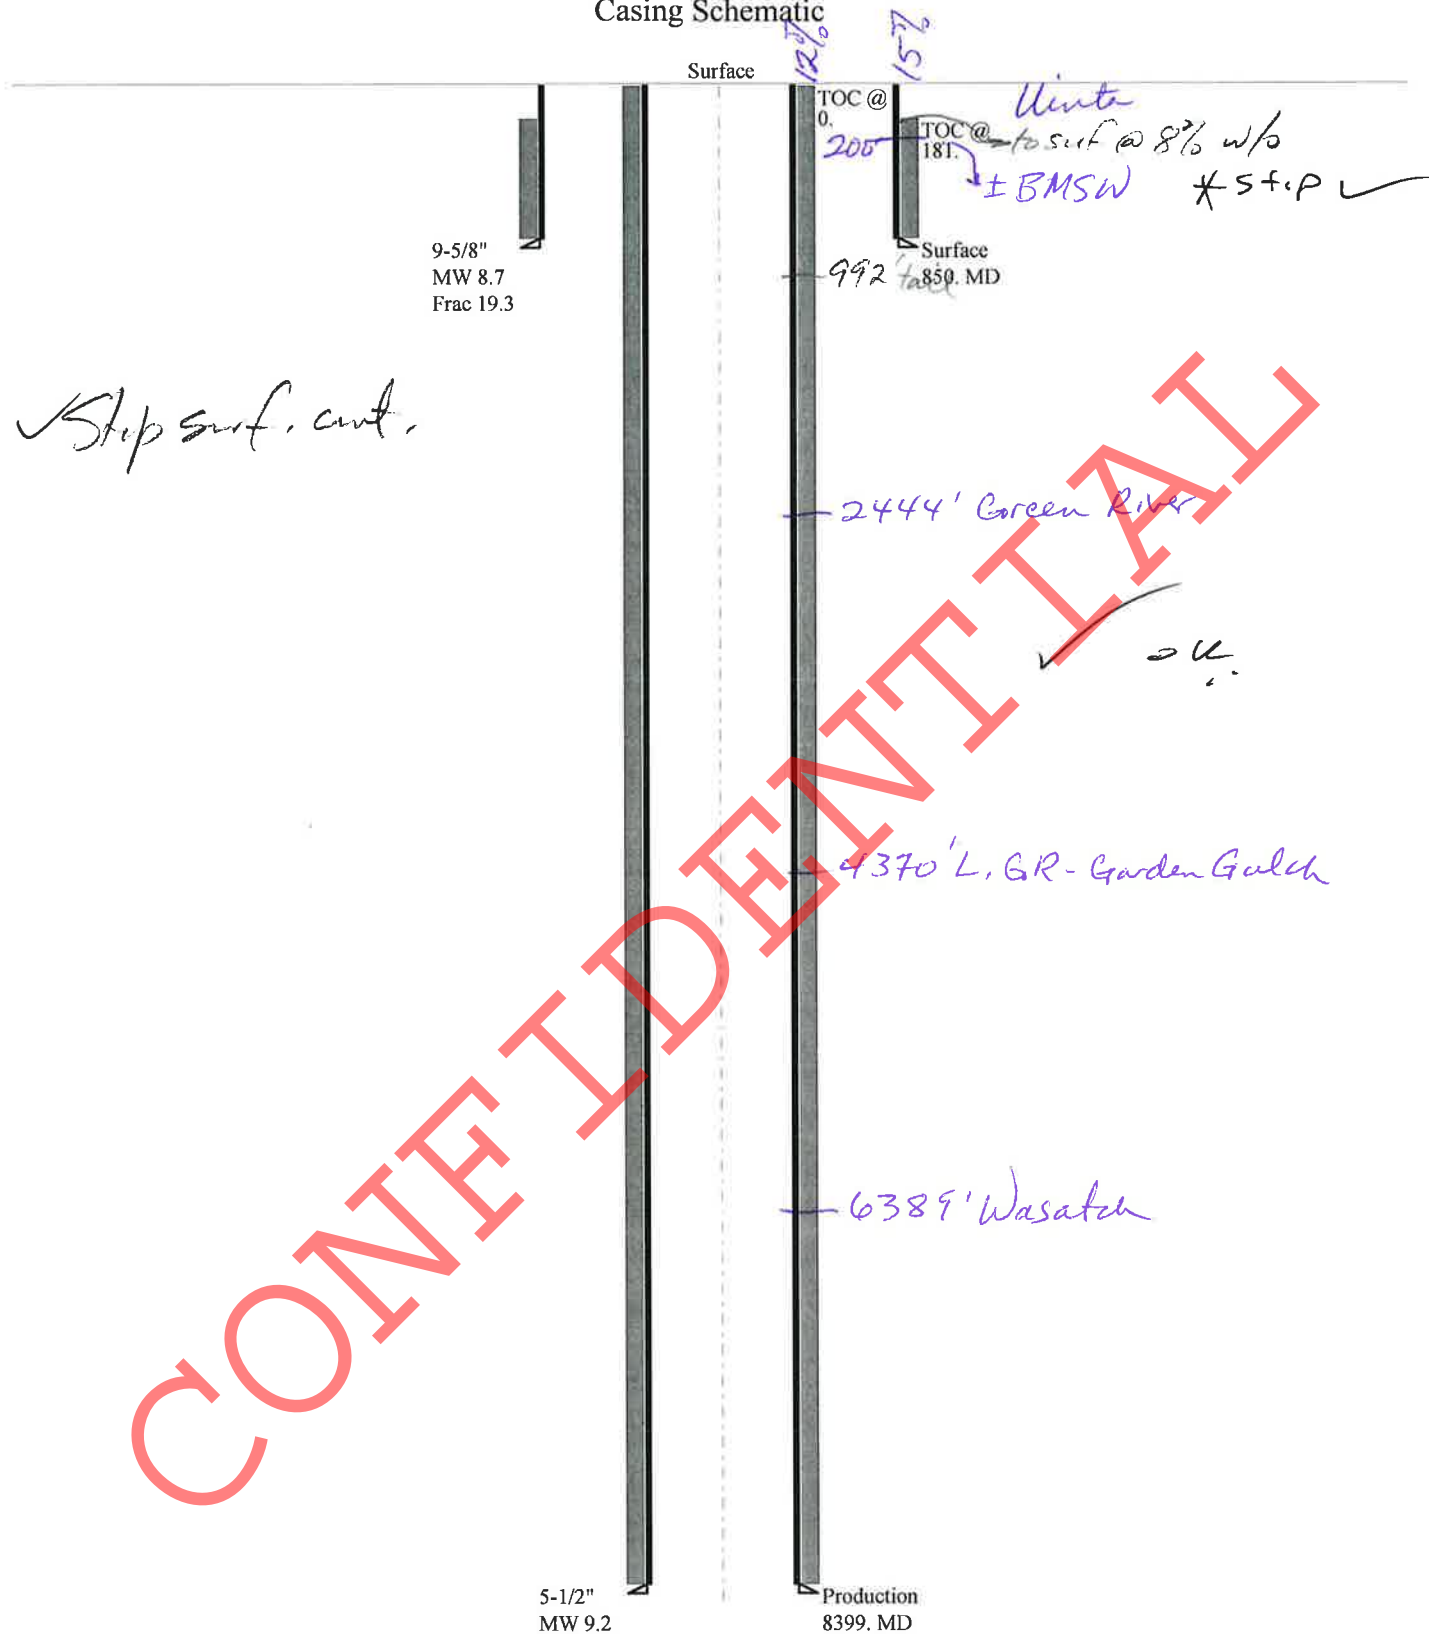 Casing Schematic
12%
15%
Surface
TOC @
0.
Uinta
TOC @
181.
to surf @ 8% w/o
200
± BMSW
* Stip ✓
9-5/8"
MW 8.7
Frac 19.3
Surface
850. MD
992' tail
✓ Stip surf. cmt.
2444' Green River
✓ OK.
4370' L. GR - Garden Gulch
6389' Wasatch
5-1/2"
MW 9.2
Production
8399. MD
CONFIDENTIAL